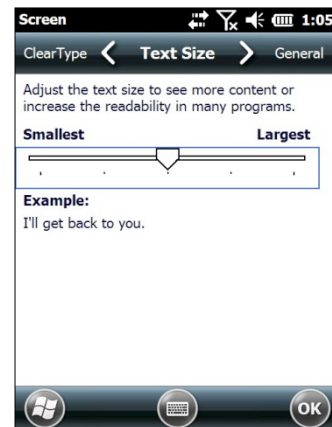 Screen 1:05
ClearType Text Size General
Adjust the text size to see more content or
increase the readability in many programs.
Smallest Largest
Example:
I'll get back to you.
OK